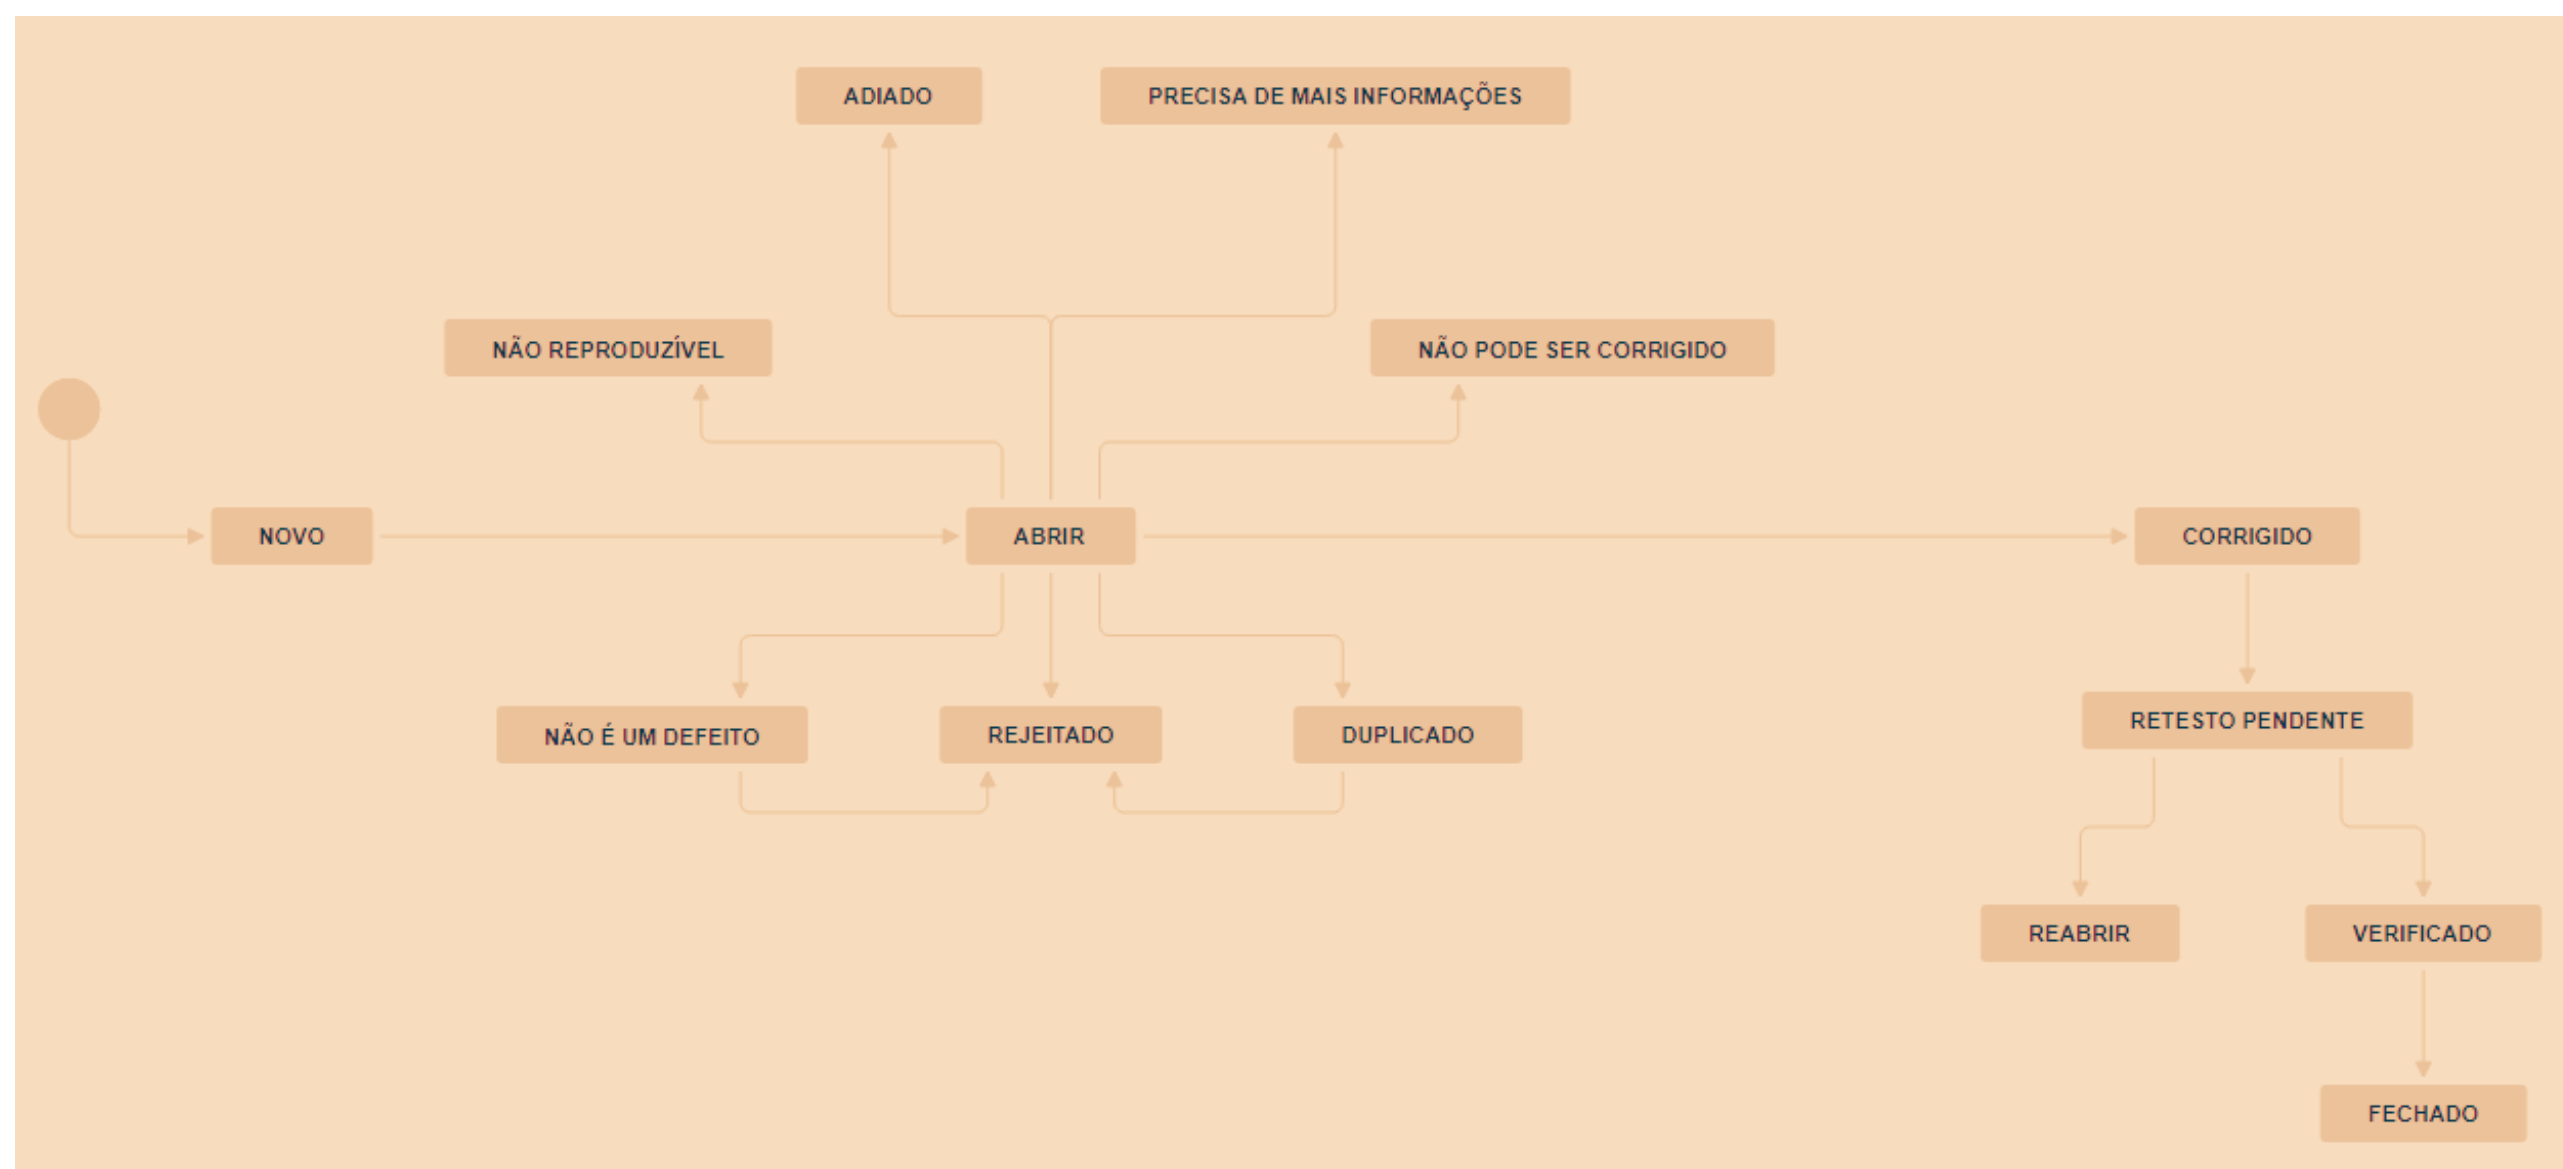 ADIADO
PRECISA DE MAIS INFORMAÇÕES
NÃO REPRODUZÍVEL
NÃO PODE SER CORRIGIDO
NOVO
ABRIR
CORRIGIDO
NÃO É UM DEFEITO
REJEITADO
DUPLICADO
RETESTO PENDENTE
REABRIR
VERIFICADO
FECHADO